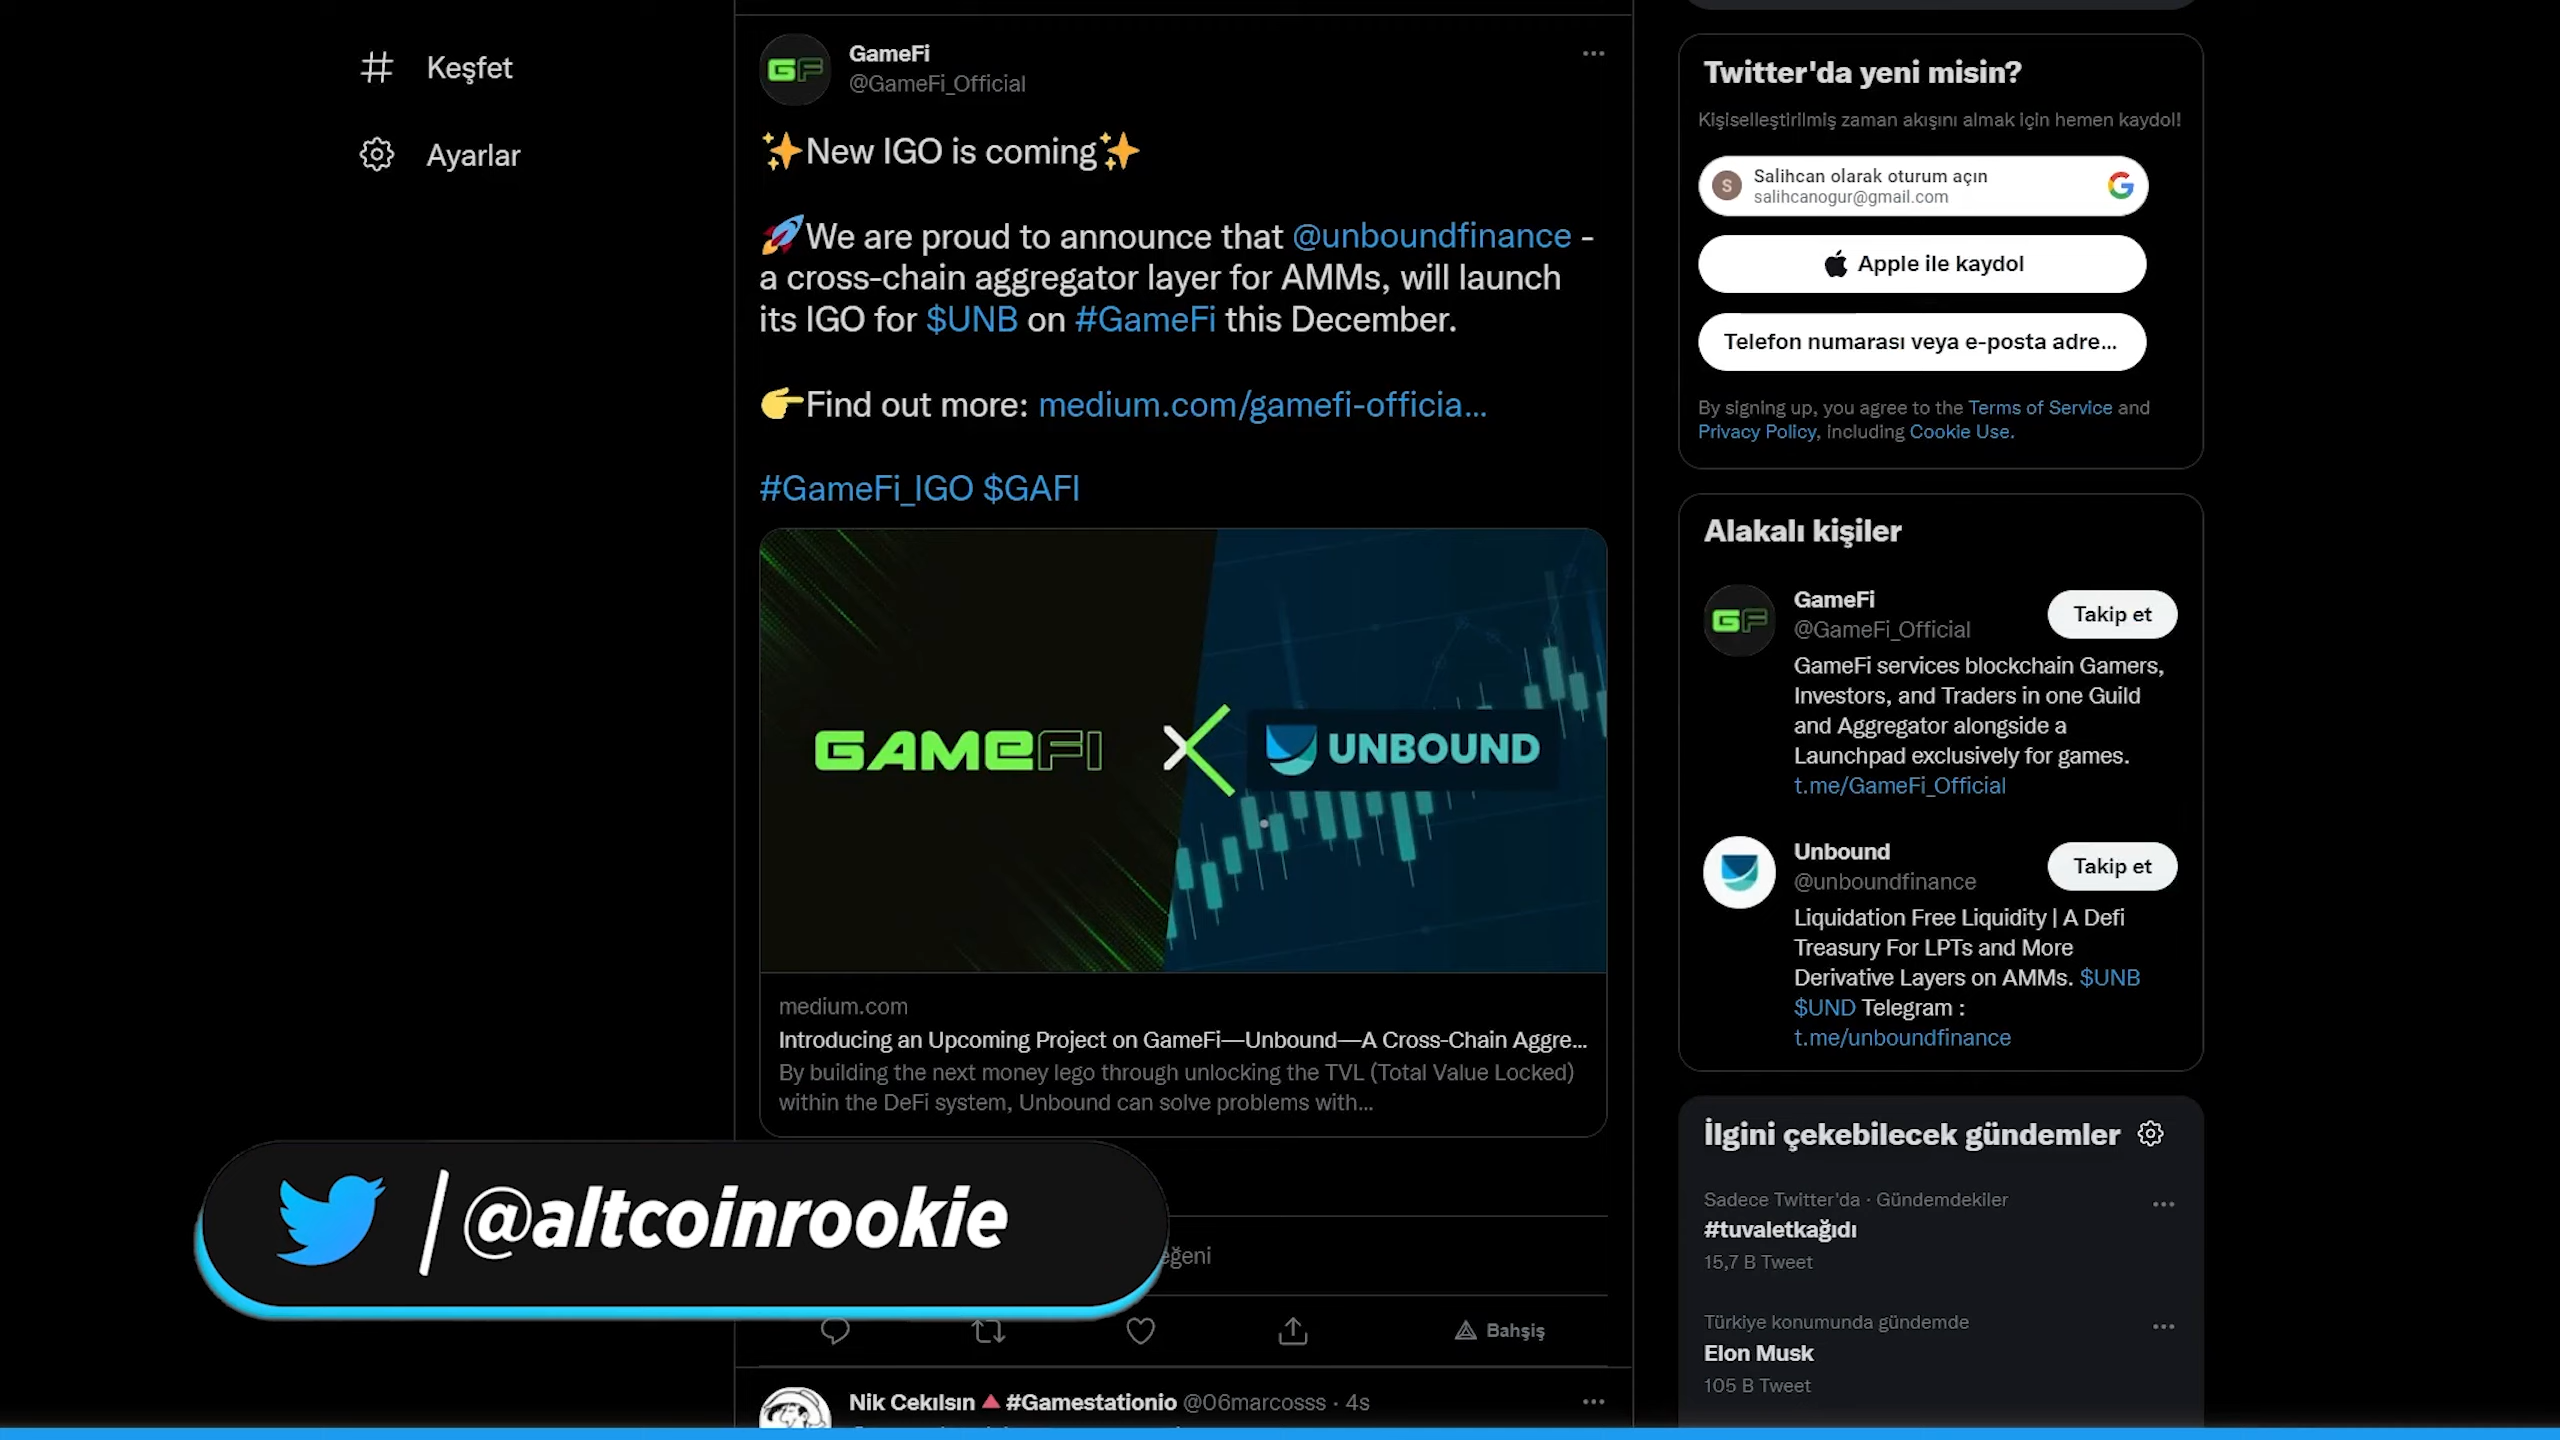 Keşfet
Ayarlar
GameFi
@GameFi_Official
✨New IGO is coming✨
🚀We are proud to announce that @unboundfinance -
a cross-chain aggregator layer for AMMs, will launch
its IGO for $UNB on #GameFi this December.
👉Find out more: medium.com/gamefi-officia...
#GameFi_IGO $GAFI
GF
GAMEFI X UNBOUND
medium.com
Introducing an Upcoming Project on GameFi—Unbound—A Cross-Chain Aggre...
By building the next money lego through unlocking the TVL (Total Value Locked)
within the DeFi system, Unbound can solve problems with...
| @altcoinrookie
eğeni
Bahşiş
Nik Cekılsın 🔺 #Gamestationio @06marcosss · 4s
Twitter'da yeni misin?
Kişiselleştirilmiş zaman akışını almak için hemen kaydol!
S
Salihcan olarak oturum açın
salihcanogur@gmail.com
Apple ile kaydol
Telefon numarası veya e-posta adre...
By signing up, you agree to the Terms of Service and
Privacy Policy, including Cookie Use.
Alakalı kişiler
GF
GameFi
@GameFi_Official
Takip et
GameFi services blockchain Gamers,
Investors, and Traders in one Guild
and Aggregator alongside a
Launchpad exclusively for games.
t.me/GameFi_Official
Unbound
@unboundfinance
Takip et
Liquidation Free Liquidity | A Defi
Treasury For LPTs and More
Derivative Layers on AMMs. $UNB
$UND Telegram :
t.me/unboundfinance
İlgini çekebilecek gündemler
Sadece Twitter'da · Gündemdekiler
#tuvaletkağıdı
15,7 B Tweet
Türkiye konumunda gündemde
Elon Musk
105 B Tweet